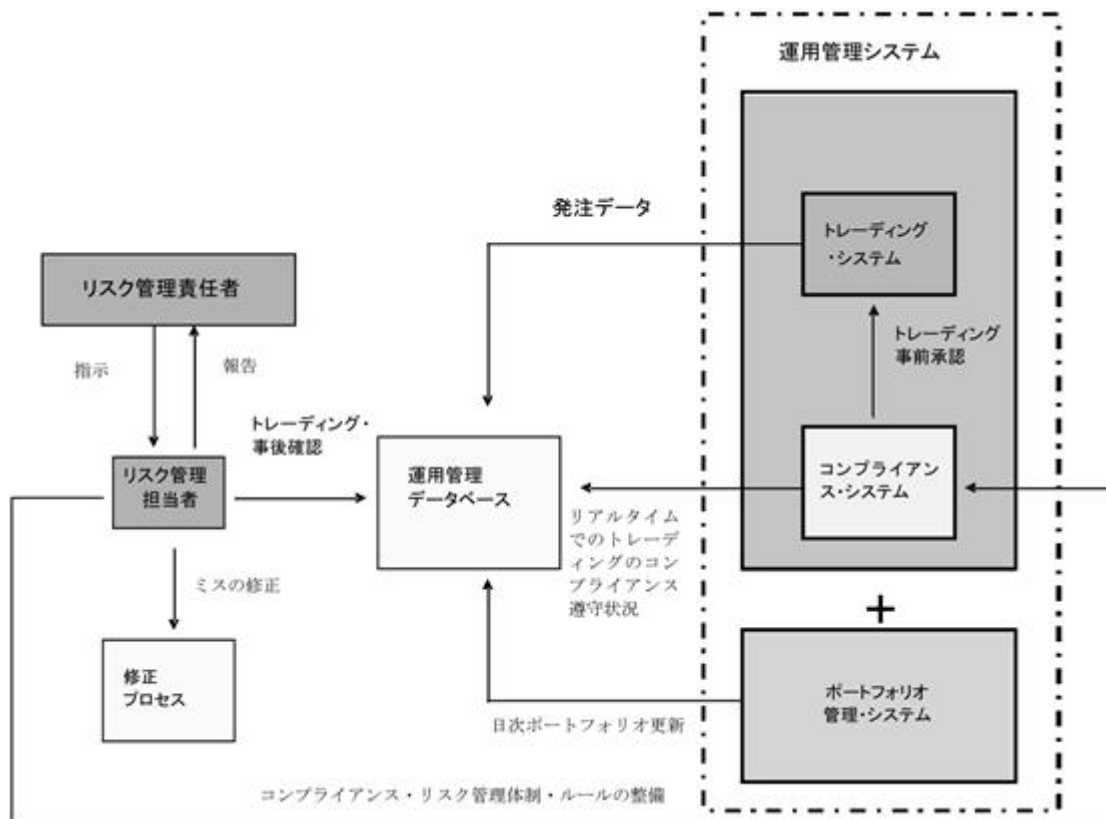 運用管理システム
発注データ
トレーディング
・システム
リスク管理責任者
トレーディング
事前承認
指示
報告
トレーディング・
事後確認
リスク管理
担当者
運用管理
データベース
コンプライアン
ス・システム
リアルタイム
でのトレーデ
ィングのコン
プライアンス
遵守状況
ミスの修正
+
修正
プロセス
ポートフォリオ
管理・システム
日次ポートフォリオ更新
コンプライアンス・リスク管理体制・ルールの整備